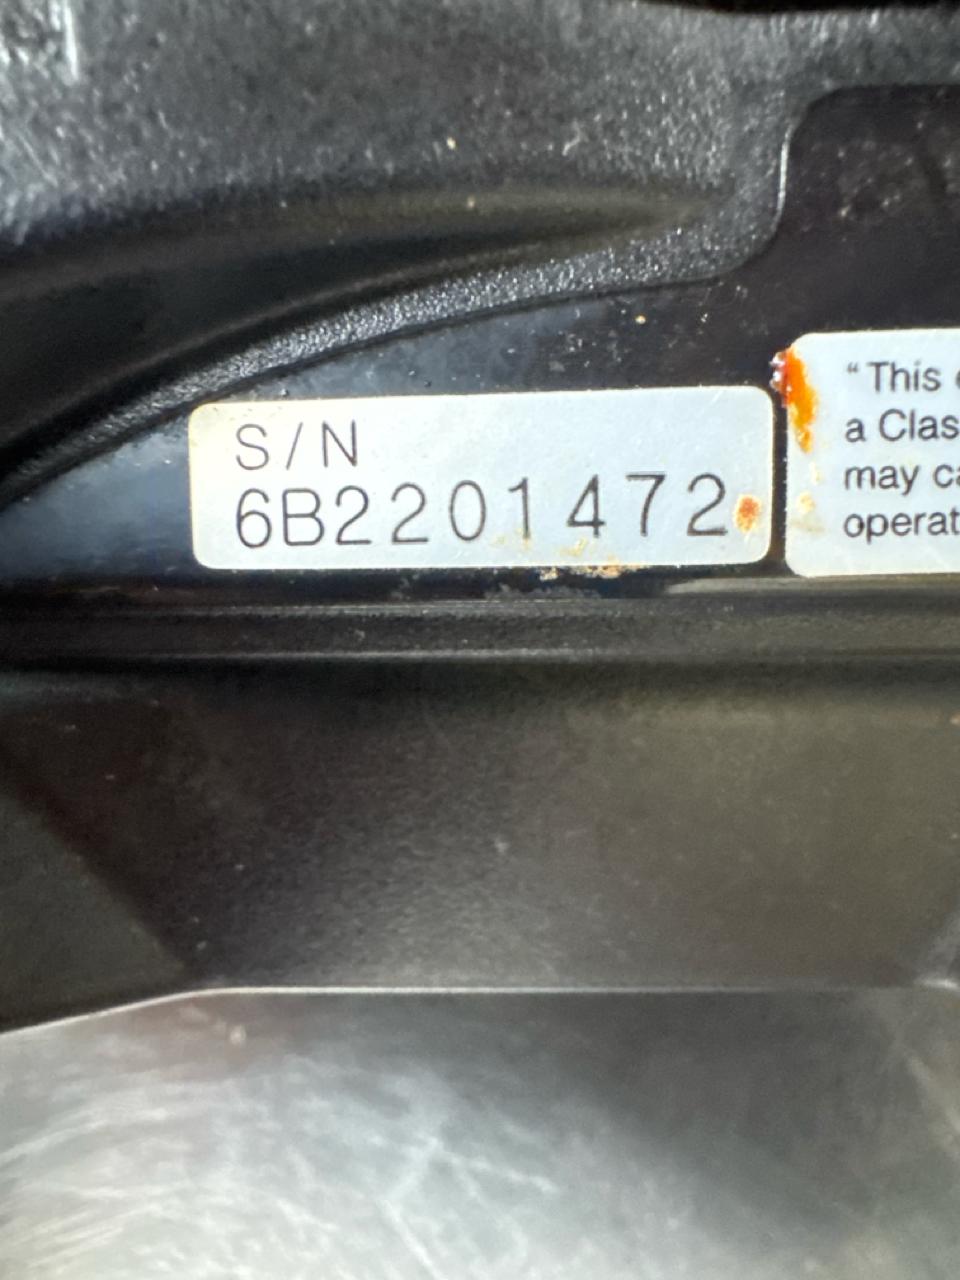 S/N
6B2201472
“This
a Clas
may ca
operat